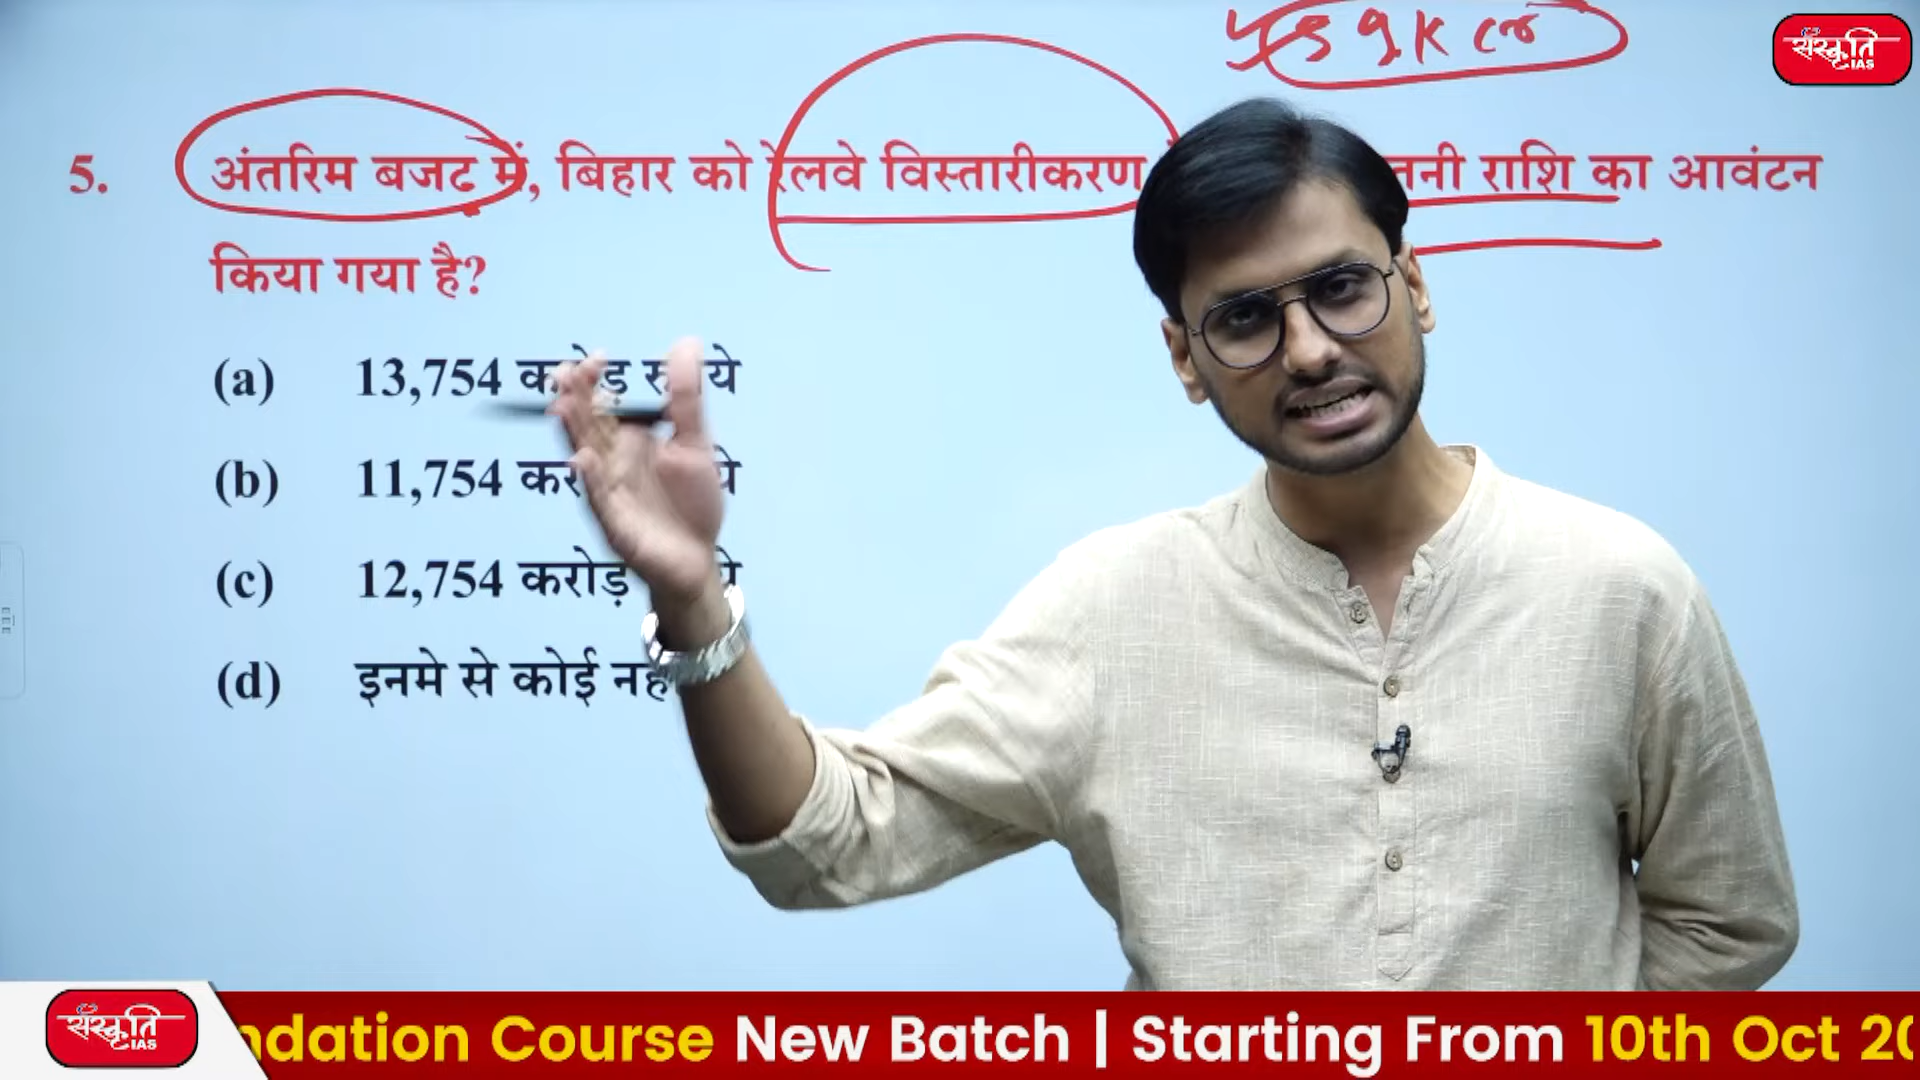 संस्कृति
IAS
5. अंतरिम बजट में, बिहार को रेलवे विस्तारीकरण राशि का आवंटन
किया गया है?
(a) 13,754
(b) 11,754
(c) 12,754 करोड़
(d) इनमे से कोई
संस्कृति
IAS
Course New Batch | Starting From 10th Oct